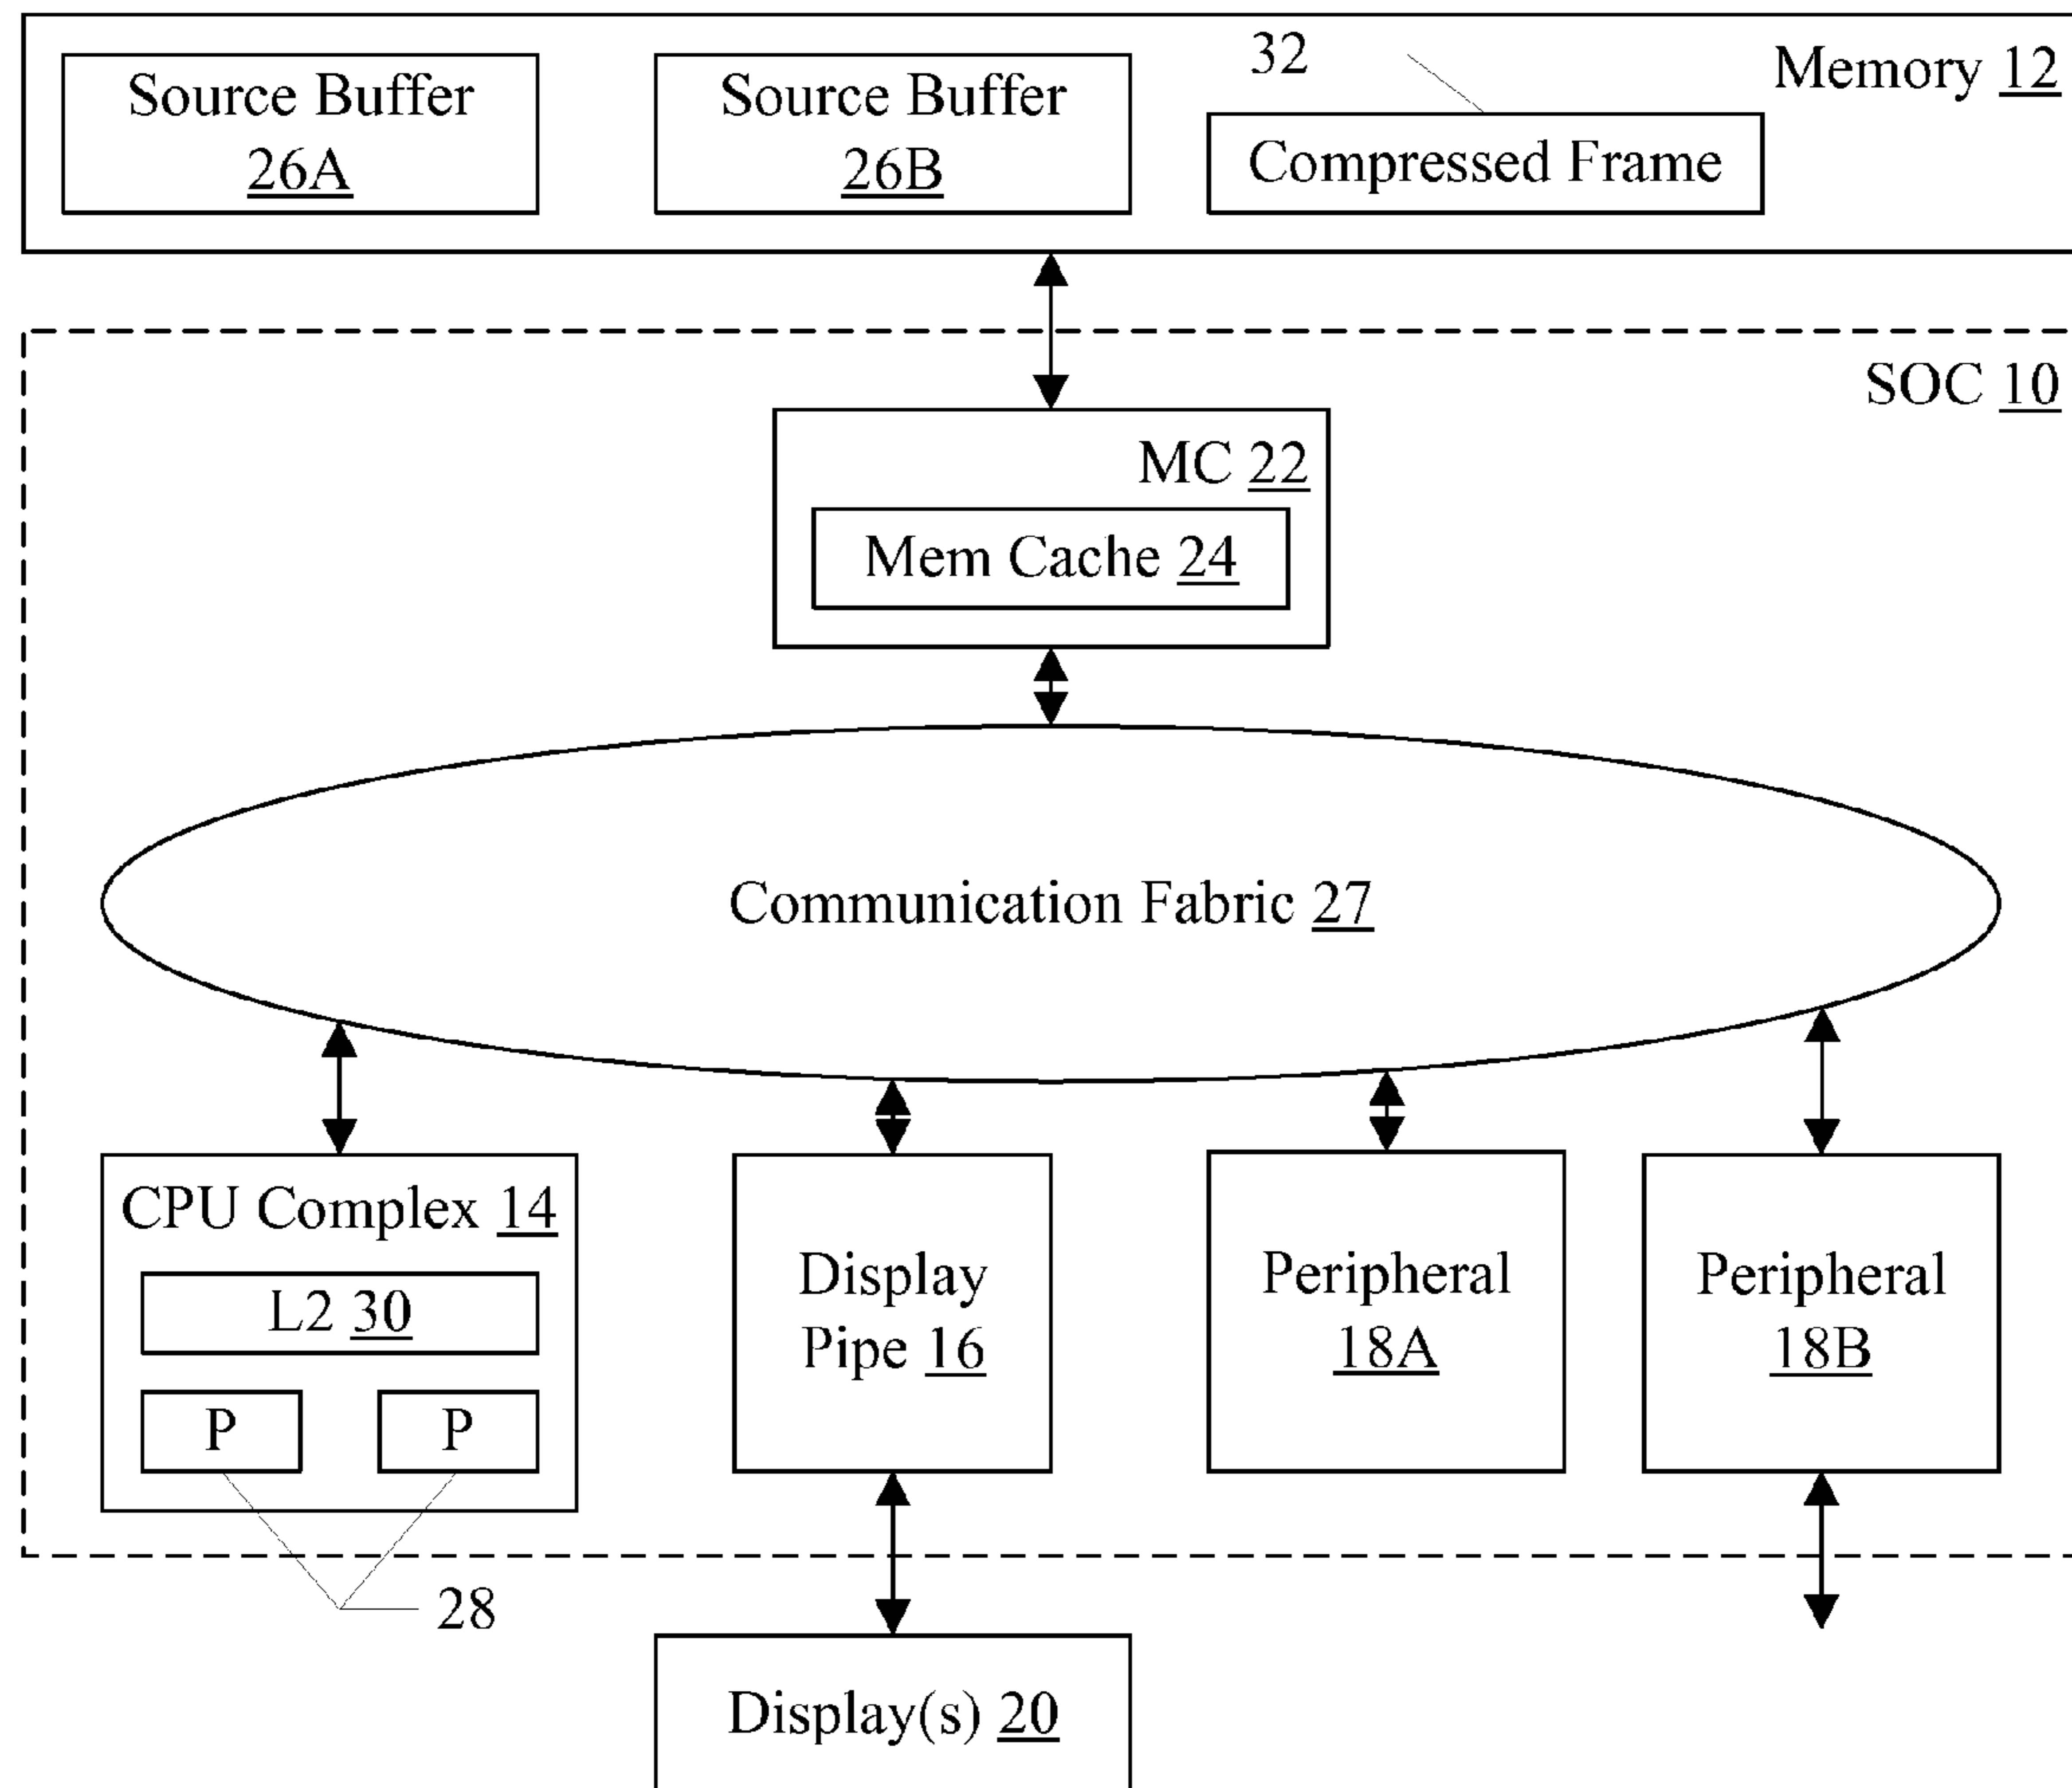 32
Memory 12
Source Buffer
26A
Source Buffer
26B
Compressed Frame
SOC 10
MC 22
Mem Cache 24
Communication Fabric 27
CPU Complex 14
L2 30
P
P
28
Display
Pipe 16
Peripheral
18A
Peripheral
18B
Display(s) 20